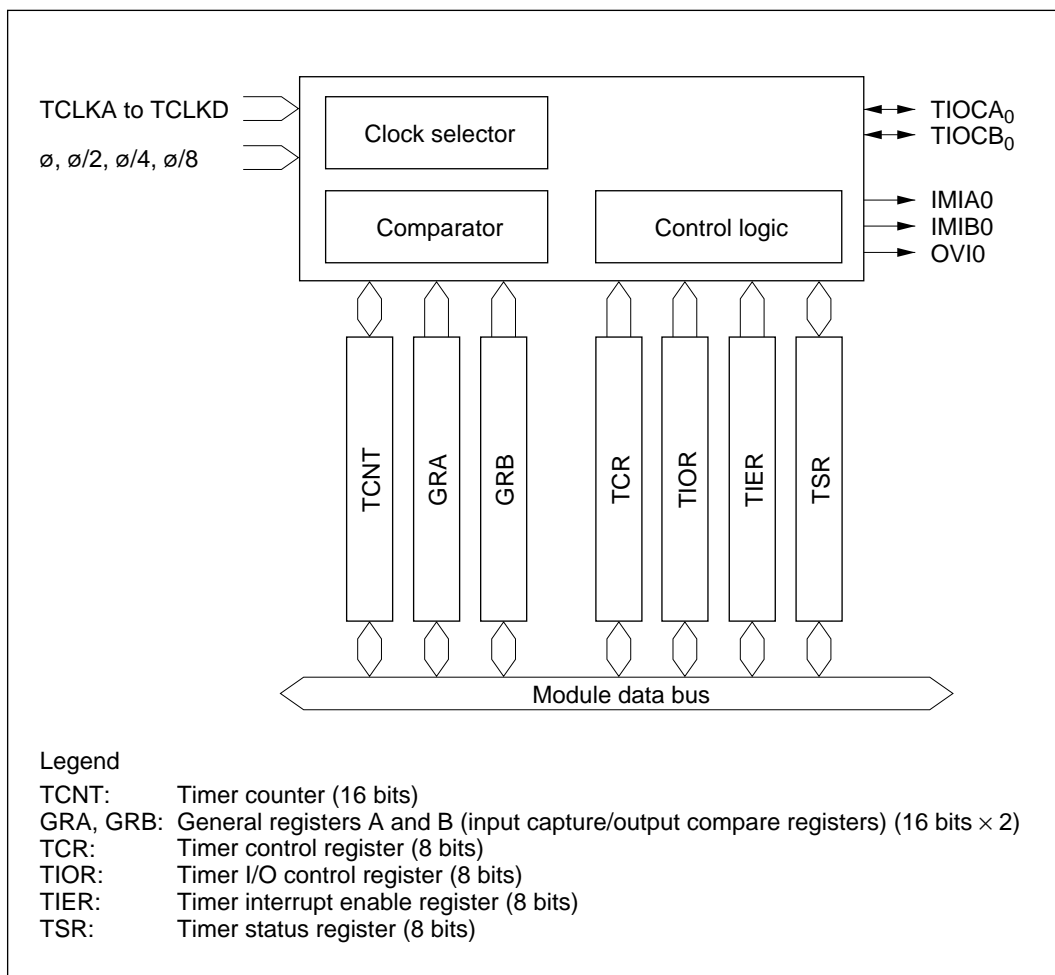 TCLKA to TCLKD
ø, ø/2, ø/4, ø/8
Clock selector
Comparator
Control logic
TIOCA0
TIOCB0
IMIA0
IMIB0
OVI0
TCNT
GRA
GRB
TCR
TIOR
TIER
TSR
Module data bus
Legend
TCNT: Timer counter (16 bits)
GRA, GRB: General registers A and B (input capture/output compare registers) (16 bits × 2)
TCR: Timer control register (8 bits)
TIOR: Timer I/O control register (8 bits)
TIER: Timer interrupt enable register (8 bits)
TSR: Timer status register (8 bits)